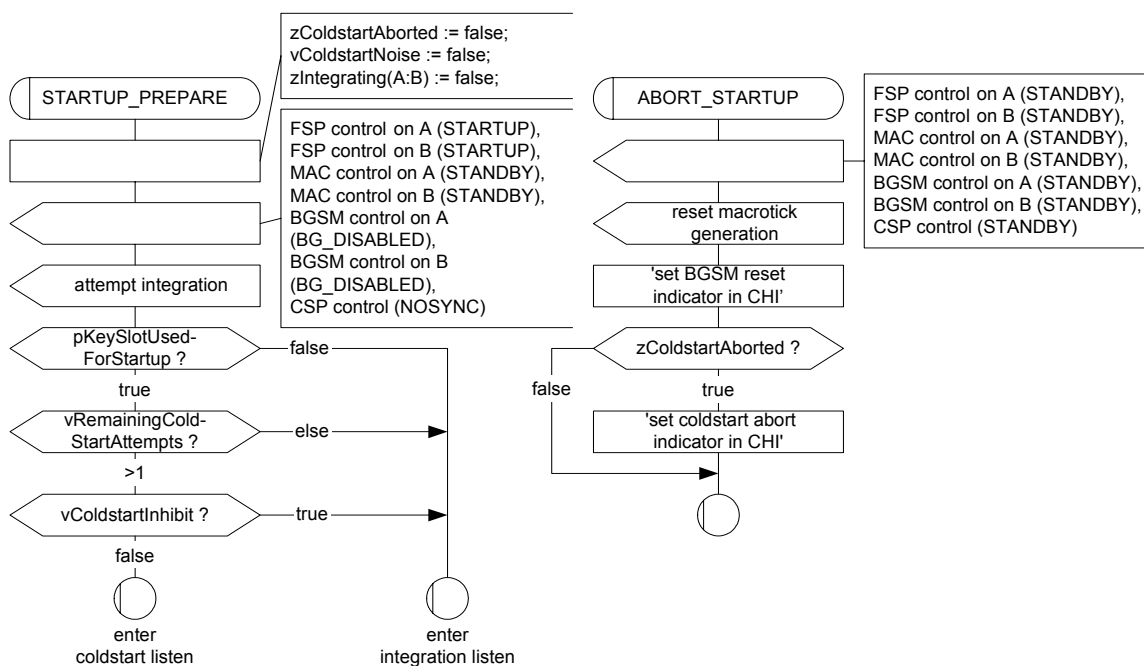 zColdstartAborted := false;
vColdstartNoise := false;
zIntegrating(A:B) := false;
STARTUP_PREPARE
FSP control on A (STARTUP),
FSP control on B (STARTUP),
MAC control on A (STANDBY),
MAC control on B (STANDBY),
BGSM control on A
(BG_DISABLED),
BGSM control on B
(BG_DISABLED),
CSP control (NOSYNC)
attempt integration
pKeySlotUsed-
ForStartup ?
false
true
vRemainingCold-
StartAttempts ?
else
>1
vColdstartInhibit ?
true
false
enter
coldstart listen
enter
integration listen
ABORT_STARTUP
FSP control on A (STANDBY),
FSP control on B (STANDBY),
MAC control on A (STANDBY),
MAC control on B (STANDBY),
BGSM control on A (STANDBY),
BGSM control on B (STANDBY),
CSP control (STANDBY)
reset macrotick
generation
'set BGSM reset
indicator in CHI’
zColdstartAborted ?
false
true
'set coldstart abort
indicator in CHI'